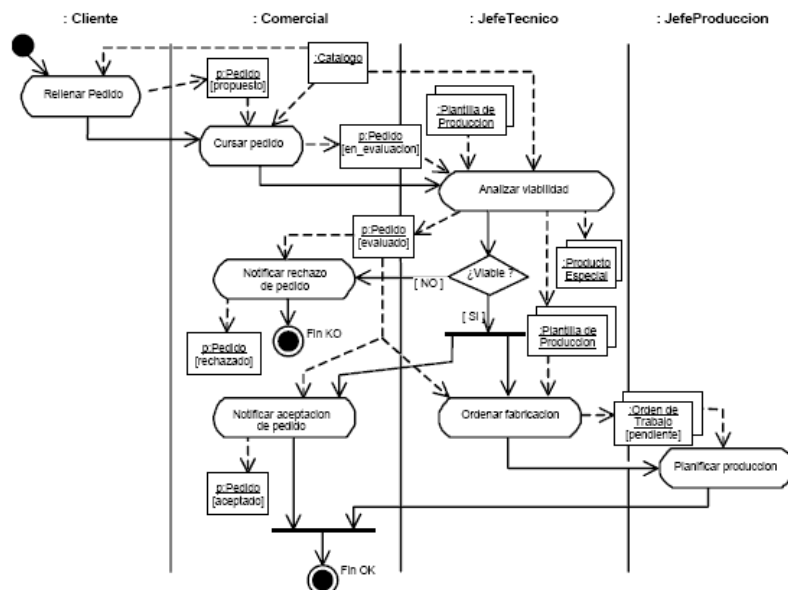 : Cliente
: Comercial
: JefeTecnico
: JefeProduccion
:Catalogo
p:Pedido
[propuesto]
Rellenar Pedido
:Plantilla de
Produccion
Cursar pedido
p:Pedido
[en_evaluacion]
Analizar viabilidad
p:Pedido
[evaluado]
:Producto
Especial
Notificar rechazo
de pedido
¿Viable ?
[ NO ]
[ SI ]
Fin KO
:Plantilla de
Produccion
p:Pedido
[rechazado]
Notificar aceptacion
de pedido
Ordenar fabricacion
:Orden de
Trabajo
[pendiente]
Planificar produccion
p:Pedido
[aceptado]
Fin OK